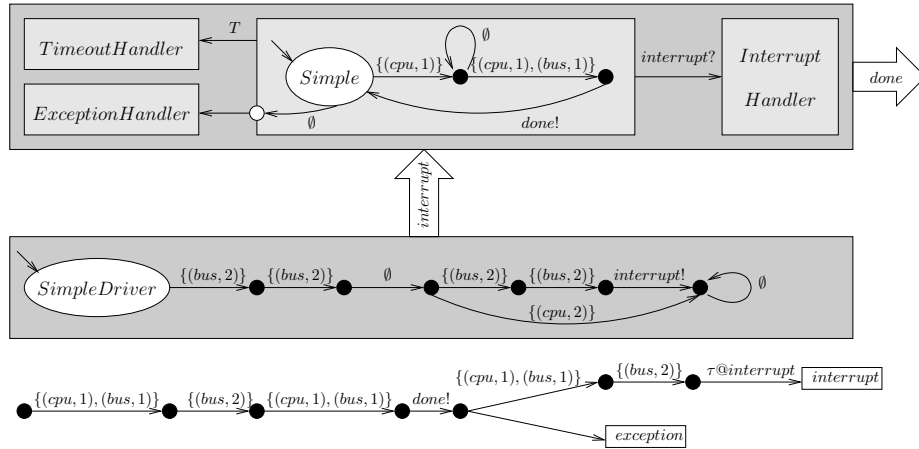 TimeoutHandler
T
∅
Simple
{(cpu, 1)}
{(cpu, 1), (bus, 1)}
interrupt?
Interrupt
Handler
done
ExceptionHandler
∅
done!
interrupt
SimpleDriver
{(bus, 2)}
{(bus, 2)}
∅
{(bus, 2)}
{(bus, 2)}
interrupt!
∅
{(cpu, 2)}
{(cpu, 1), (bus, 1)}
{(bus, 2)}
{(cpu, 1), (bus, 1)}
done!
{(cpu, 1), (bus, 1)}
{(bus, 2)}
τ@interrupt
interrupt
exception